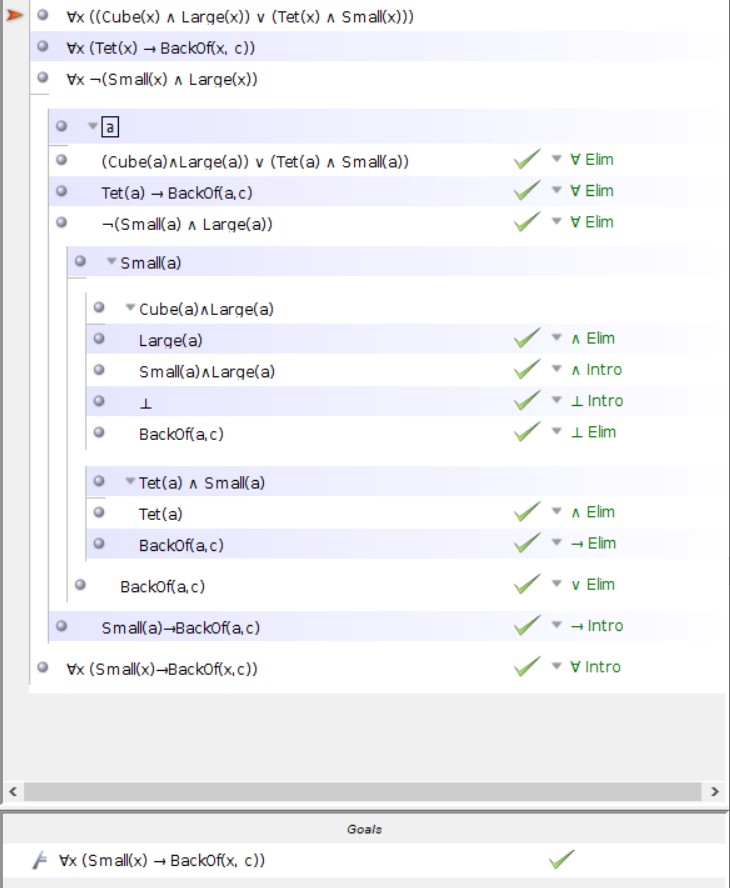 ∀x ((Cube(x) ∧ Large(x)) ∨ (Tet(x) ∧ Small(x)))
∀x (Tet(x) → BackOf(x, c))
∀x ¬(Small(x) ∧ Large(x))
a
(Cube(a)∧Large(a)) ∨ (Tet(a) ∧ Small(a)) ∀ Elim
Tet(a) → BackOf(a,c) ∀ Elim
¬(Small(a) ∧ Large(a)) ∀ Elim
Small(a)
Cube(a)∧Large(a)
Large(a) ∧ Elim
Small(a)∧Large(a) ∧ Intro
⊥ ⊥ Intro
BackOf(a,c) ⊥ Elim
Tet(a) ∧ Small(a)
Tet(a) ∧ Elim
BackOf(a,c) → Elim
BackOf(a,c) ∨ Elim
Small(a)→BackOf(a,c) → Intro
∀x (Small(x)→BackOf(x,c)) ∀ Intro
Goals
∀x (Small(x) → BackOf(x, c))